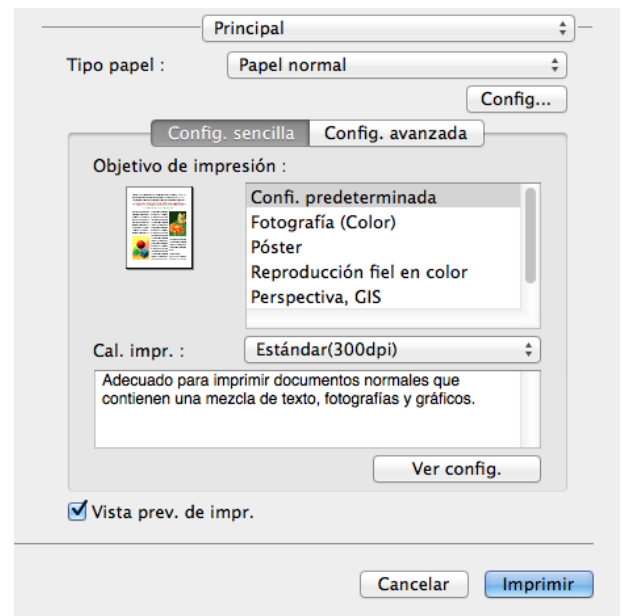 Principal
Tipo papel : Papel normal
Config...
Config. sencilla Config. avanzada
Objetivo de impresión :
Confi. predeterminada
Fotografía (Color)
Póster
Reproducción fiel en color
Perspectiva, GIS
Cal. impr. : Estándar(300dpi)
Adecuado para imprimir documentos normales que
contienen una mezcla de texto, fotografías y gráficos.
Ver config.
Vista prev. de impr.
Cancelar Imprimir